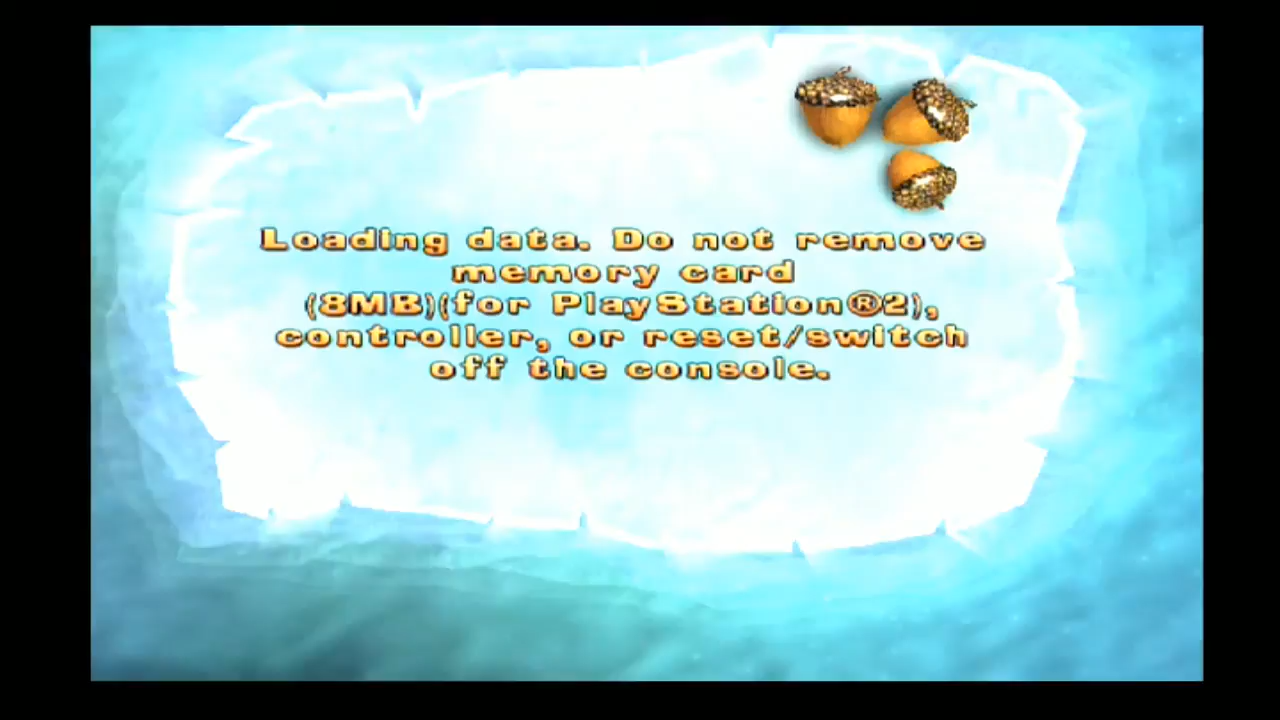 Loading data. Do not remove
memory card
(8MB)(for PlayStation®2),
controller, or reset/switch
off the console.